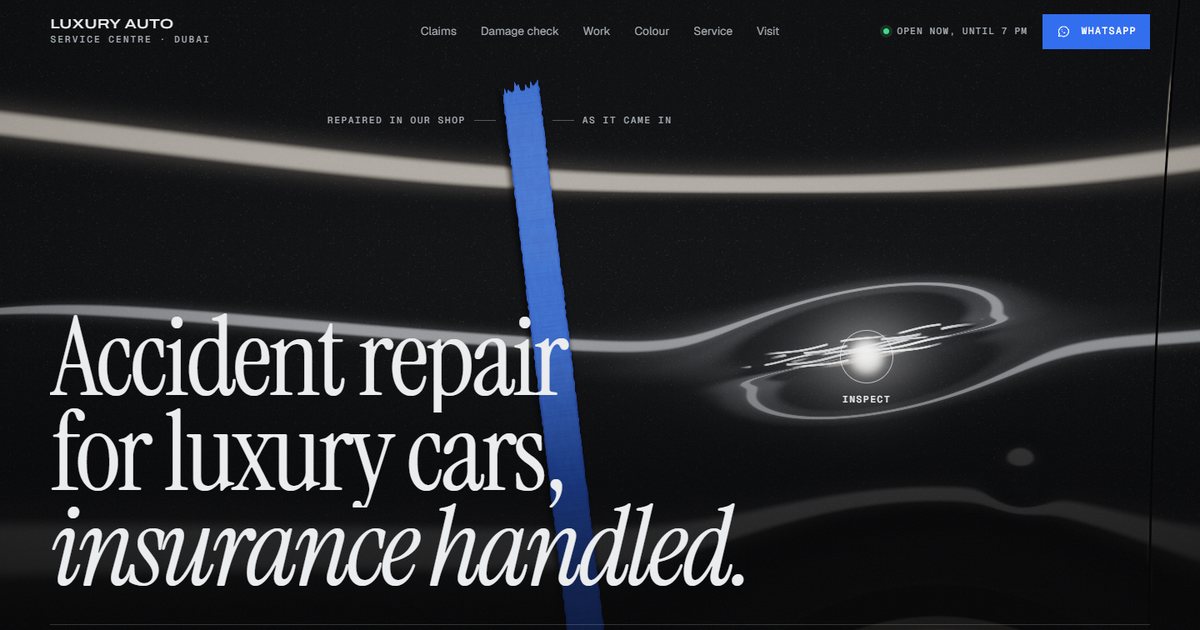 LUXURY AUTO
SERVICE CENTRE · DUBAI
Claims
Damage check
Work
Colour
Service
Visit
OPEN NOW, UNTIL 7 PM
WHATSAPP
REPAIRED IN OUR SHOP
AS IT CAME IN
INSPECT
Accident repair
for luxury cars,
insurance handled.